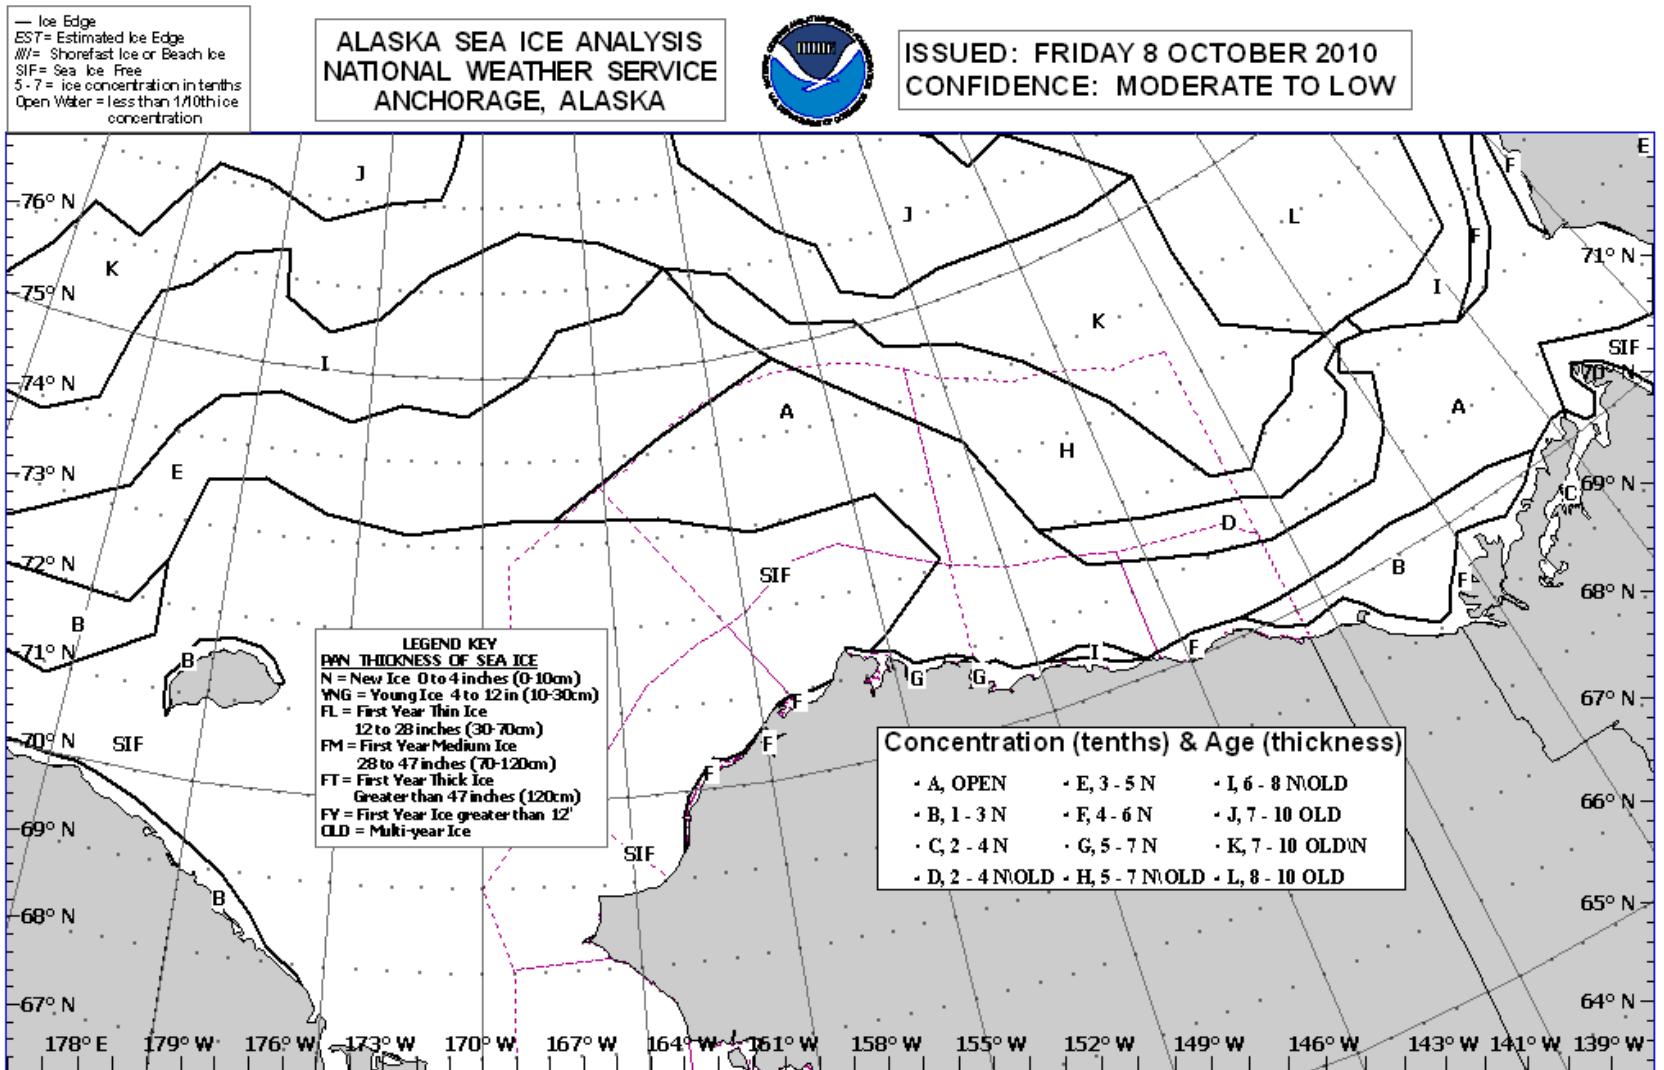 — Ice Edge
EST = Estimated Ice Edge
////= Shorefast Ice or Beach Ice
SIF = Sea Ice Free
5 - 7 = ice concentration in tenths
Open Water = less than 1/10th ice
concentration
ALASKA SEA ICE ANALYSIS
NATIONAL WEATHER SERVICE
ANCHORAGE, ALASKA
ISSUED: FRIDAY 8 OCTOBER 2010
CONFIDENCE: MODERATE TO LOW
E
F
J
76° N
J
L
F
71° N
K
I
75° N
K
SIF
I
70° N
74° N
A
A
H
E
73° N
69° N
C
D
72° N
SIF
B
F
68° N
B
71° N
B
I
F
G
G
67° N
F
70° N
SIF
F
F
66° N
69° N
SIF
B
68° N
65° N
67° N
64° N
LEGEND KEY
PAN THICKNESS OF SEA ICE
N = New Ice 0 to 4 inches (0-10cm)
YNG = Young Ice 4 to 12 in (10-30cm)
FL = First Year Thin Ice
12 to 28 inches (30-70cm)
FM = First Year Medium Ice
28 to 47 inches (70-120cm)
FT = First Year Thick Ice
Greater than 47 inches (120cm)
FY = First Year Ice greater than 12"
OLD = Multi-year Ice
Concentration (tenths) & Age (thickness)
· A, OPEN · E, 3 - 5 N · I, 6 - 8 N\OLD
· B, 1 - 3 N · F, 4 - 6 N · J, 7 - 10 OLD
· C, 2 - 4 N · G, 5 - 7 N · K, 7 - 10 OLD\N
· D, 2 - 4 N\OLD · H, 5 - 7 N\OLD · L, 8 - 10 OLD
178° E 179° W 176° W 173° W 170° W 167° W 164° W 161° W 158° W 155° W 152° W 149° W 146° W 143° W 141° W 139° W